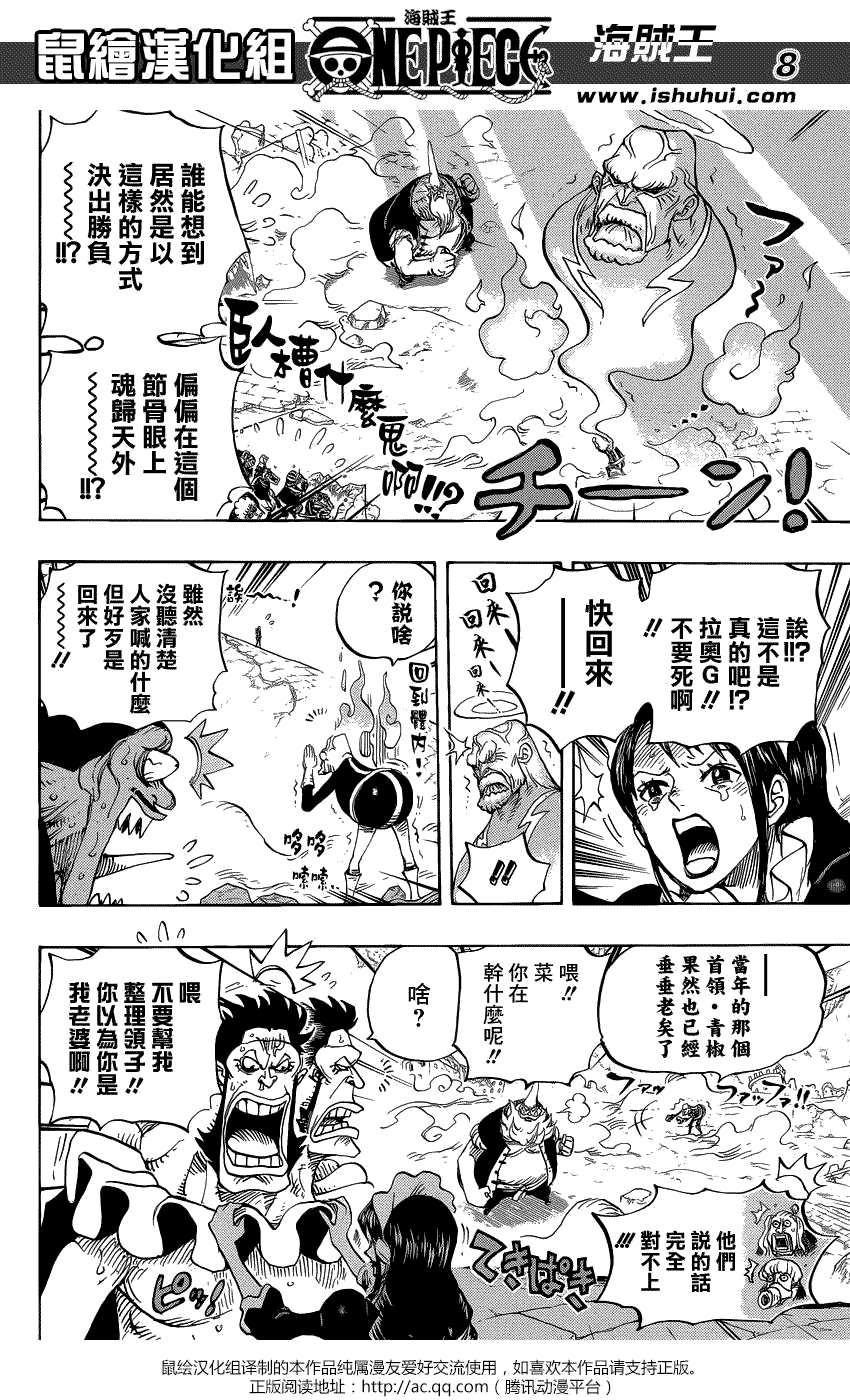 鼠繪漢化組
海賊王
ONE PIECE
海賊王
8
www.ishuhui.com
誰能想到
居然是以
這樣的方式
決出勝負
~~~~!!?
偏偏在這個
節骨眼上
魂歸天外
~~~~!!?
ファ~
臥槽什麼鬼啊!!!?
チーン!
誒!!?
這不是
真的吧!?
拉奧G!!
不要死啊
!!
快回來
——!!
回來
回來
回來
!!
你說啥
?
誒…
回到體內!
哆哆
嗦嗦…
雖然
沒聽清楚
人家喊的什麼
但好歹是
回來了
~~~~!!
——當年的那個
首領·青椒
果然也已經
垂垂老矣了
喂!!
菜
你在
幹什麼呢!!
啥?
ファッ
ファッファ!!
喂
不要幫我
整理領子!!
你以為你是
我老婆啊!!
他們
說的話
完全
對不上
!!!
てきぱき
ピッ!
鼠绘汉化组译制的本作品纯属漫友爱好交流使用，如喜欢本作品请支持正版。
正版阅读地址：http://ac.qq.com（腾讯动漫平台）